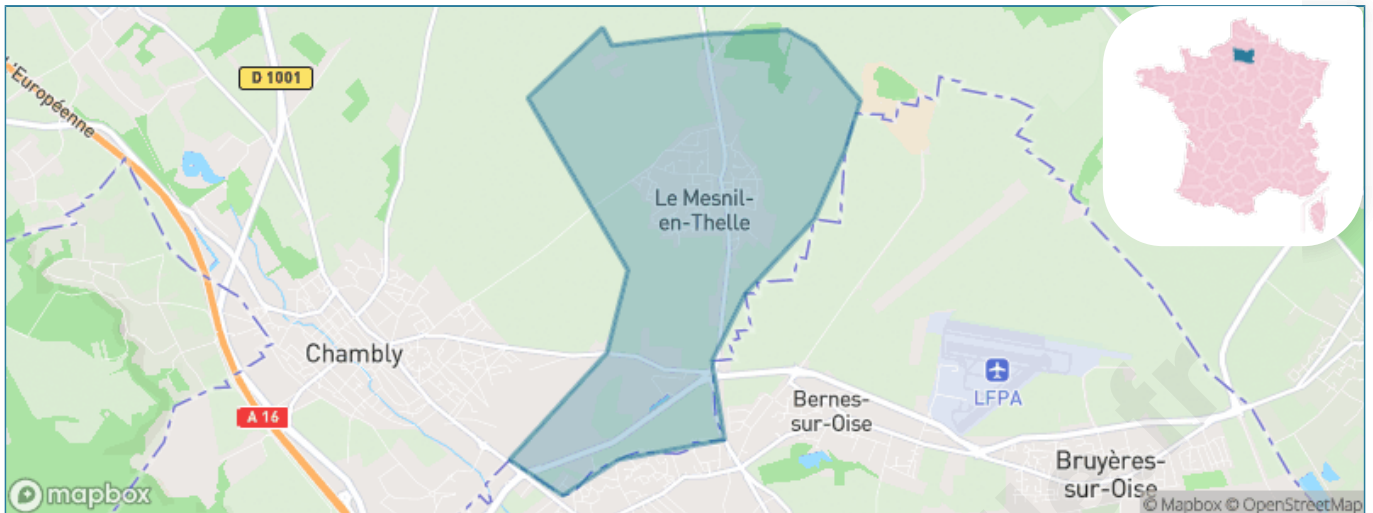 D 1001
L'Européenne
Le Mesnil-
en-Thelle
Chambly
LFPA
Bernes-
sur-Oise
A 16
Bruyères-
sur-Oise
mapbox
© Mapbox © OpenStreetMap